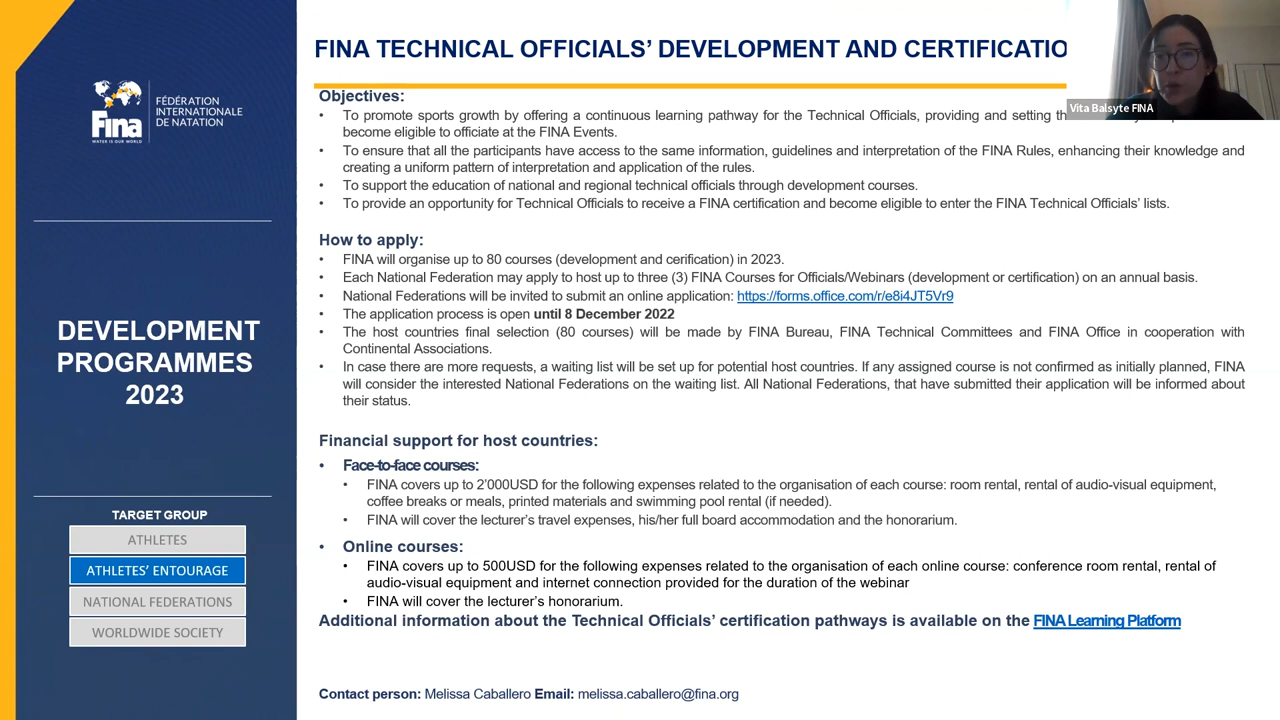 FINA TECHNICAL OFFICIALS' DEVELOPMENT AND CERTIFICATIO
Vita Balsyte FINA
Fina
WATER IS OUR WORLD
FÉDÉRATION
INTERNATIONALE
DE NATATION
DEVELOPMENT
PROGRAMMES
2023
TARGET GROUP
ATHLETES
ATHLETES' ENTOURAGE
NATIONAL FEDERATIONS
WORLDWIDE SOCIETY
Objectives:
• To promote sports growth by offering a continuous learning pathway for the Technical Officials, providing and setting
become eligible to officiate at the FINA Events.
• To ensure that all the participants have access to the same information, guidelines and interpretation of the FINA Rules, enhancing their knowledge and
creating a uniform pattern of interpretation and application of the rules.
• To support the education of national and regional technical officials through development courses.
• To provide an opportunity for Technical Officials to receive a FINA certification and become eligible to enter the FINA Technical Officials' lists.
How to apply:
• FINA will organise up to 80 courses (development and cerification) in 2023.
• Each National Federation may apply to host up to three (3) FINA Courses for Officials/Webinars (development or certification) on an annual basis.
• National Federations will be invited to submit an online application: https://forms.office.com/r/e8i4JT5Vr9
• The application process is open until 8 December 2022
• The host countries final selection (80 courses) will be made by FINA Bureau, FINA Technical Committees and FINA Office in cooperation with
Continental Associations.
• In case there are more requests, a waiting list will be set up for potential host countries. If any assigned course is not confirmed as initially planned, FINA
will consider the interested National Federations on the waiting list. All National Federations, that have submitted their application will be informed about
their status.
Financial support for host countries:
• Face-to-face courses:
• FINA covers up to 2'000USD for the following expenses related to the organisation of each course: room rental, rental of audio-visual equipment,
coffee breaks or meals, printed materials and swimming pool rental (if needed).
• FINA will cover the lecturer's travel expenses, his/her full board accommodation and the honorarium.
• Online courses:
• FINA covers up to 500USD for the following expenses related to the organisation of each online course: conference room rental, rental of
audio-visual equipment and internet connection provided for the duration of the webinar
• FINA will cover the lecturer's honorarium.
Additional information about the Technical Officials' certification pathways is available on the FINA Learning Platform
Contact person: Melissa Caballero Email: melissa.caballero@fina.org